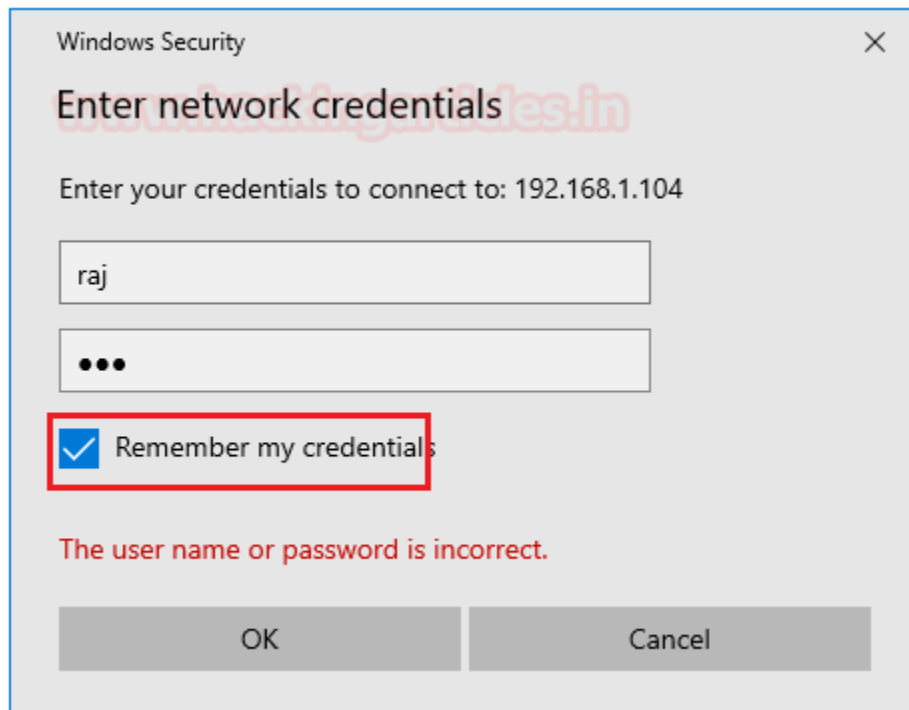 Windows Security
www.hackingarticles.in
Enter network credentials
Enter your credentials to connect to: 192.168.1.104
raj
•••
Remember my credentials
The user name or password is incorrect.
OK
Cancel